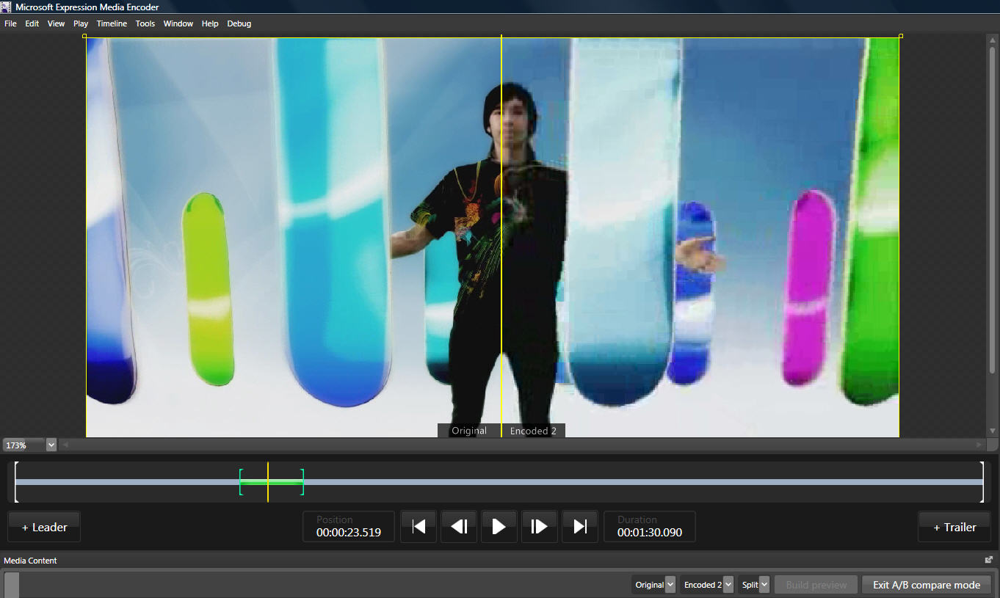 Microsoft Expression Media Encoder
File Edit View Play Timeline Tools Window Help Debug
Original Encoded 2
173%
+ Leader
Position
00:00:23.519
Duration
00:01:30.090
+ Trailer
Media Content
Original Encoded 2 Split Build preview Exit A/B compare mode